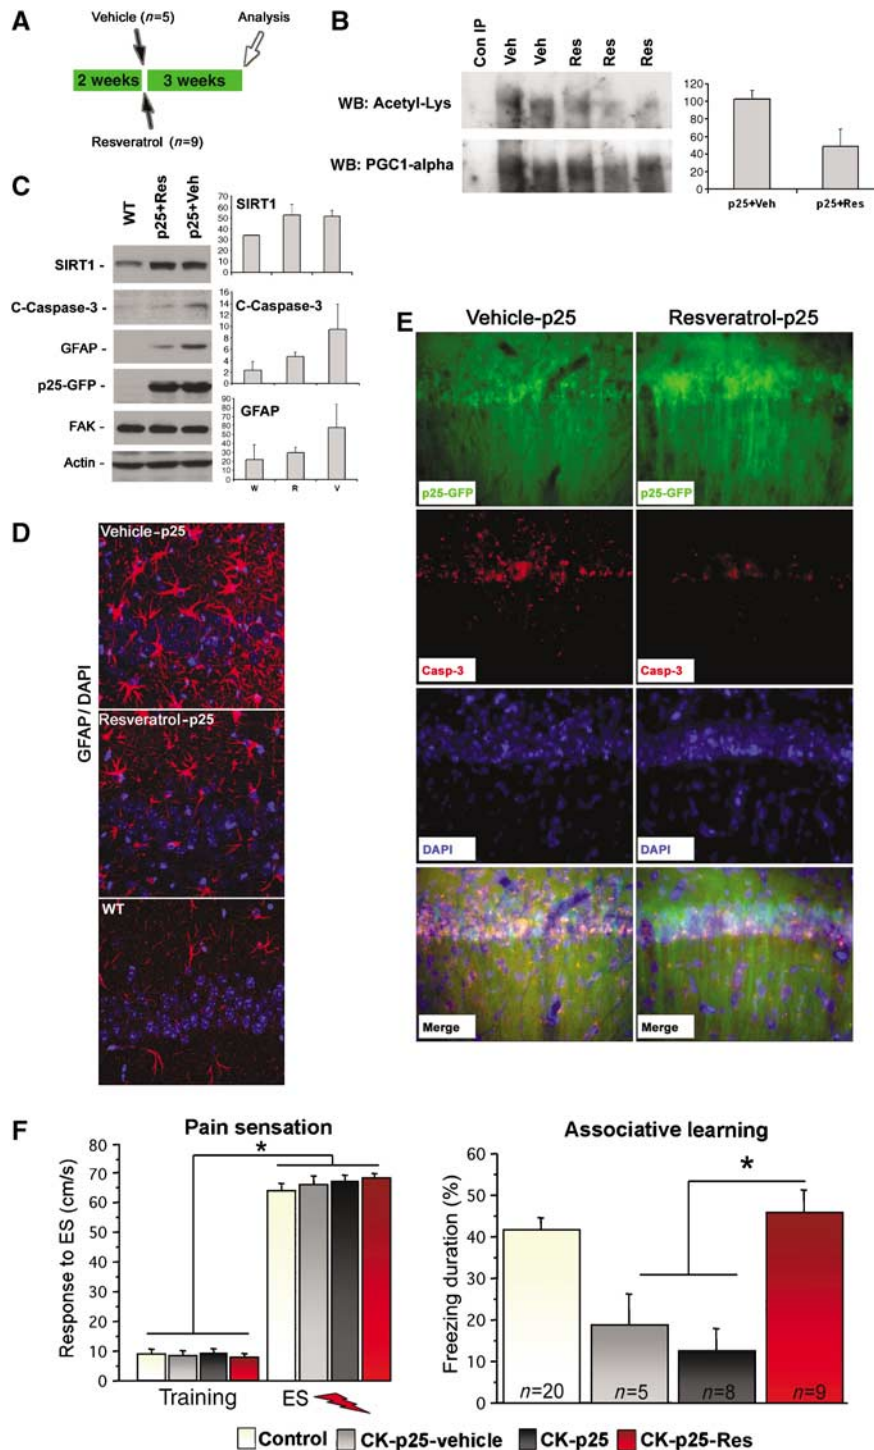 A
Vehicle (n=5)
Analysis
2 weeks
3 weeks
Resveratrol (n=9)
B
Con IP
Veh
Veh
Res
Res
Res
WB: Acetyl-Lys
WB: PGC1-alpha
120
100
80
60
40
20
0
p25+Veh
p25+Res
C
WT
p25+Res
p25+Veh
SIRT1 -
C-Caspase-3 -
GFAP -
p25-GFP -
FAK -
Actin -
SIRT1
70
60
50
40
30
20
10
0
C-Caspase-3
16
14
12
10
8
6
4
2
0
GFAP
90
80
70
60
50
40
30
20
10
0
W
R
V
D
GFAP/DAPI
Vehicle-p25
Resveratrol-p25
WT
E
Vehicle-p25
Resveratrol-p25
p25-GFP
p25-GFP
Casp-3
Casp-3
DAPI
DAPI
Merge
Merge
F
Pain sensation
*
Response to ES (cm/s)
80
70
60
50
40
30
20
10
0
Training
ES
Associative learning
*
Freezing duration (%)
60
50
40
30
20
10
0
n=20
n=5
n=8
n=9
Control
CK-p25-vehicle
CK-p25
CK-p25-Res